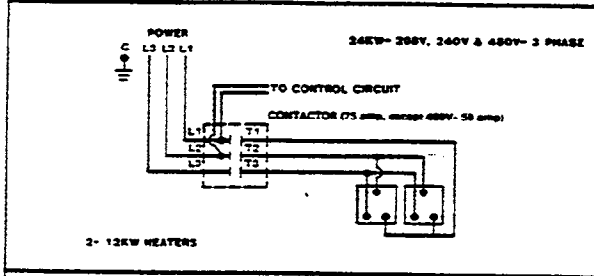 POWER
G L3 L2 L1
24KW- 208V, 240V & 480V- 3 PHASE
TO CONTROL CIRCUIT
CONTACTOR (75 amp, except 480V- 50 amp)
L1 T1
L2 T2
L3 T3
2- 12KW HEATERS